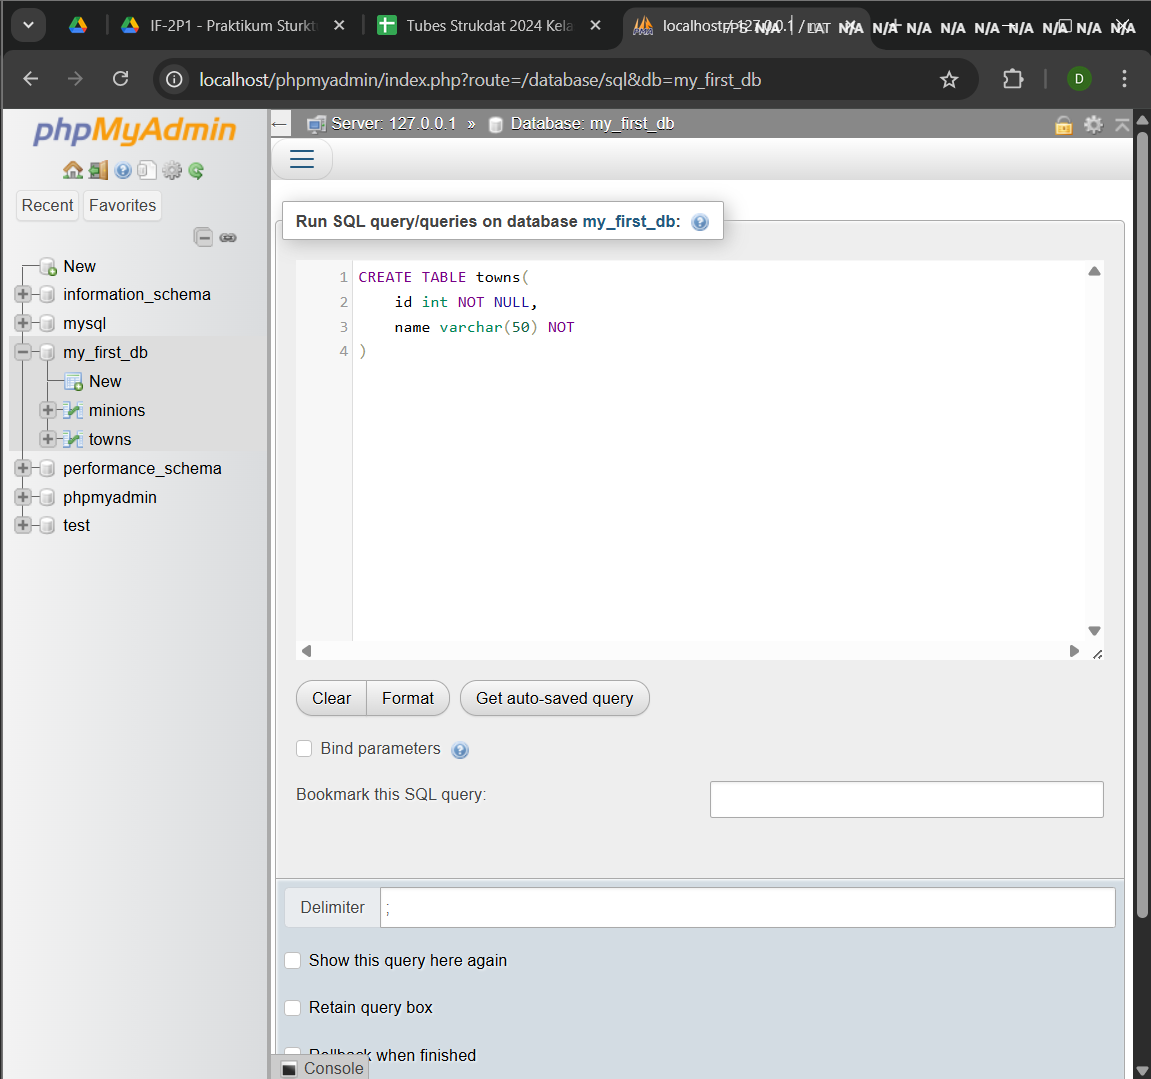 IF-2P1 - Praktikum Sturkt
Tubes Strukdat 2024 Kela
localhost / 127.0.0.1 /
FPS N/A | LAT N/A N/A N/A N/A N/A N/A N/A N/A N/A
localhost/phpmyadmin/index.php?route=/database/sql&db=my_first_db
D
phpMyAdmin
Server: 127.0.0.1 » Database: my_first_db
Recent
Favorites
New
information_schema
mysql
my_first_db
New
minions
towns
performance_schema
phpmyadmin
test
Run SQL query/queries on database my_first_db:
1 CREATE TABLE towns(
2 id int NOT NULL,
3 name varchar(50) NOT
4 )
Clear
Format
Get auto-saved query
Bind parameters
Bookmark this SQL query:
Delimiter ;
Show this query here again
Retain query box
Rollback when finished
Console